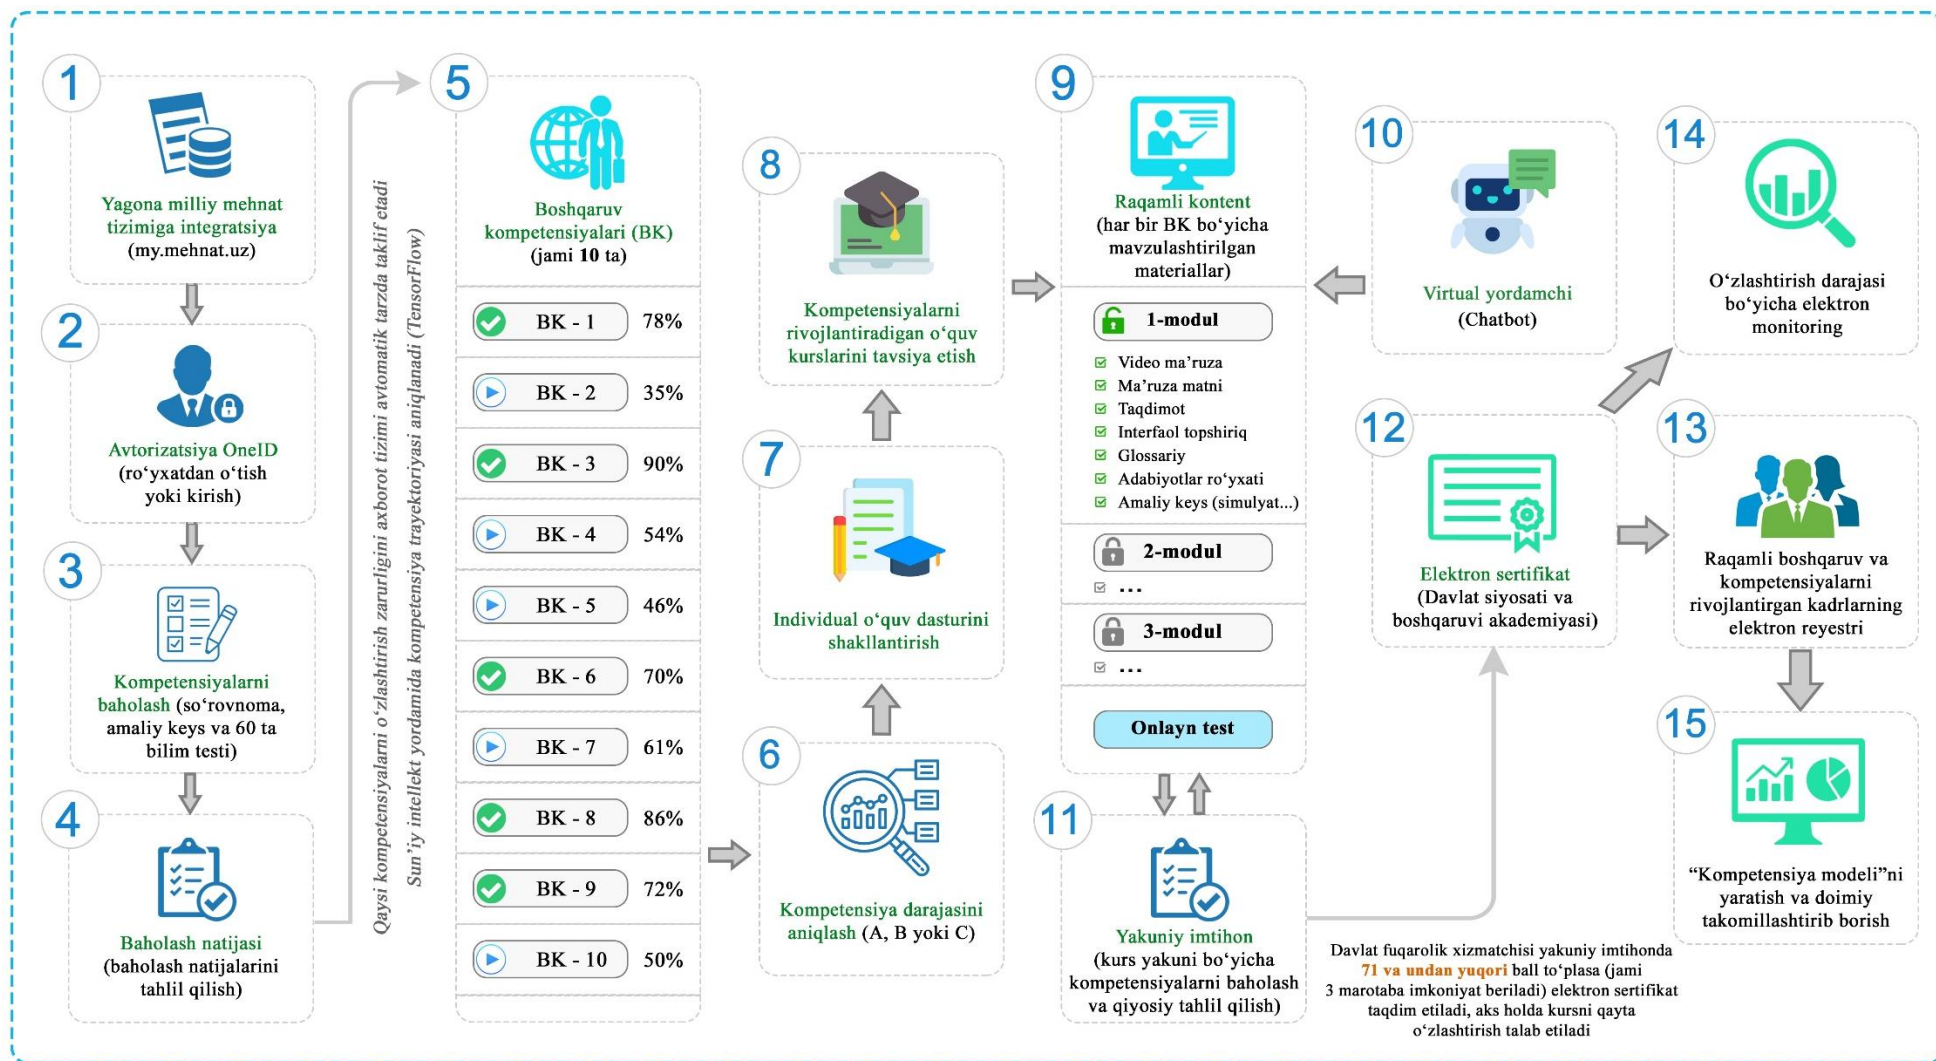 1
Yagona milliy mehnat
tizimiga integratsiya
(my.mehnat.uz)
2
Avtorizatsiya OneID
(ro‘yxatdan o‘tish
yoki kirish)
3
Kompetensiyalarni
baholash (so‘rovnoma,
amaliy keys va 60 ta
bilim testi)
4
Baholash natijasi
(baholash natijalarini
tahlil qilish)
Qaysi kompetensiyalarni o‘zlashtirish zarurligini axborot tizimi avtomatik tarzda taklif etadi
Sun’iy intellekt yordamida kompetensiya trayektoriyasi aniqlanadi (TensorFlow)
5
Boshqaruv
kompetensiyalari (BK)
(jami 10 ta)
BK - 1 78%
BK - 2 35%
BK - 3 90%
BK - 4 54%
BK - 5 46%
BK - 6 70%
BK - 7 61%
BK - 8 86%
BK - 9 72%
BK - 10 50%
6
Kompetensiya darajasini
aniqlash (A, B yoki C)
7
Individual o‘quv dasturini
shakllantirish
8
Kompetensiyalarni
rivojlantiradigan o‘quv
kurslarini tavsiya etish
9
Raqamli kontent
(har bir BK bo‘yicha
mavzulashtirilgan
materiallar)
1-modul
Video ma’ruza
Ma’ruza matni
Taqdimot
Interfaol topshiriq
Glossariy
Adabiyotlar ro‘yxati
Amaliy keys (simulyat...)
2-modul
...
3-modul
...
Onlayn test
10
Virtual yordamchi
(Chatbot)
11
Yakuniy imtihon
(kurs yakuni bo‘yicha
kompetensiyalarni baholash
va qiyosiy tahlil qilish)
12
Elektron sertifikat
(Davlat siyosati va
boshqaruvi akademiyasi)
Davlat fuqarolik xizmatchisi yakuniy imtihonda
71 va undan yuqori ball to‘plasa (jami
3 marotaba imkoniyat beriladi) elektron sertifikat
taqdim etiladi, aks holda kursni qayta
o‘zlashtirish talab etiladi
13
Raqamli boshqaruv va
kompetensiyalarni
rivojlantirgan kadrlarning
elektron reyestri
14
O‘zlashtirish darajasi
bo‘yicha elektron
monitoring
15
“Kompetensiya modeli”ni
yaratish va doimiy
takomillashtirib borish